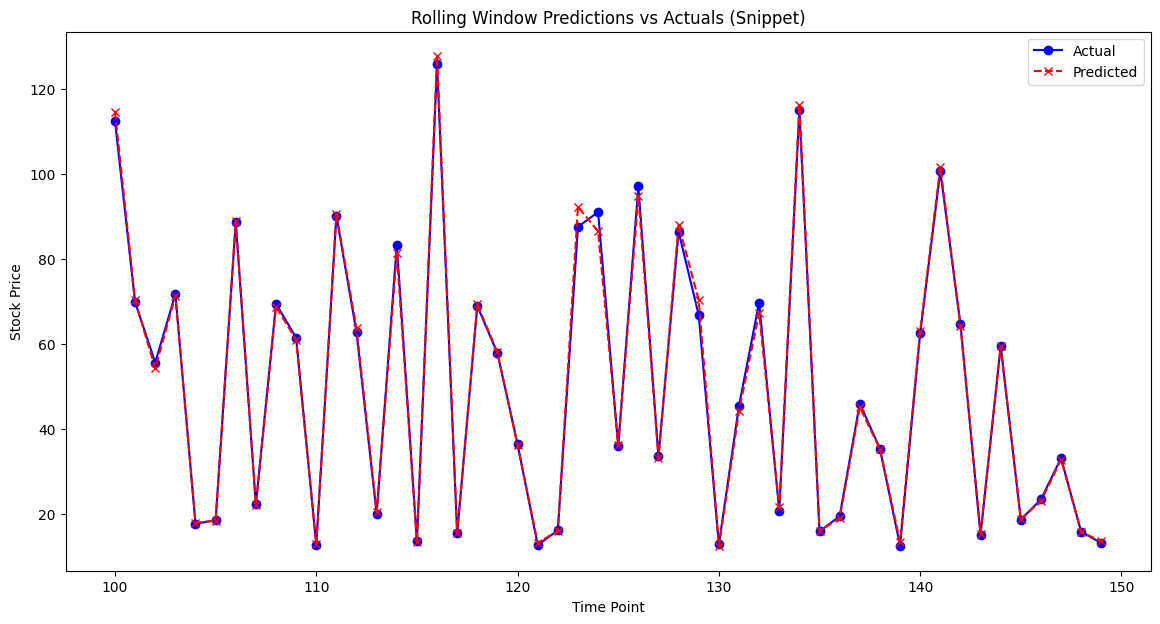 Rolling Window Predictions vs Actuals (Snippet)
Actual
Predicted
120
100
80
60
40
20
Stock Price
100 110 120 130 140 150
Time Point